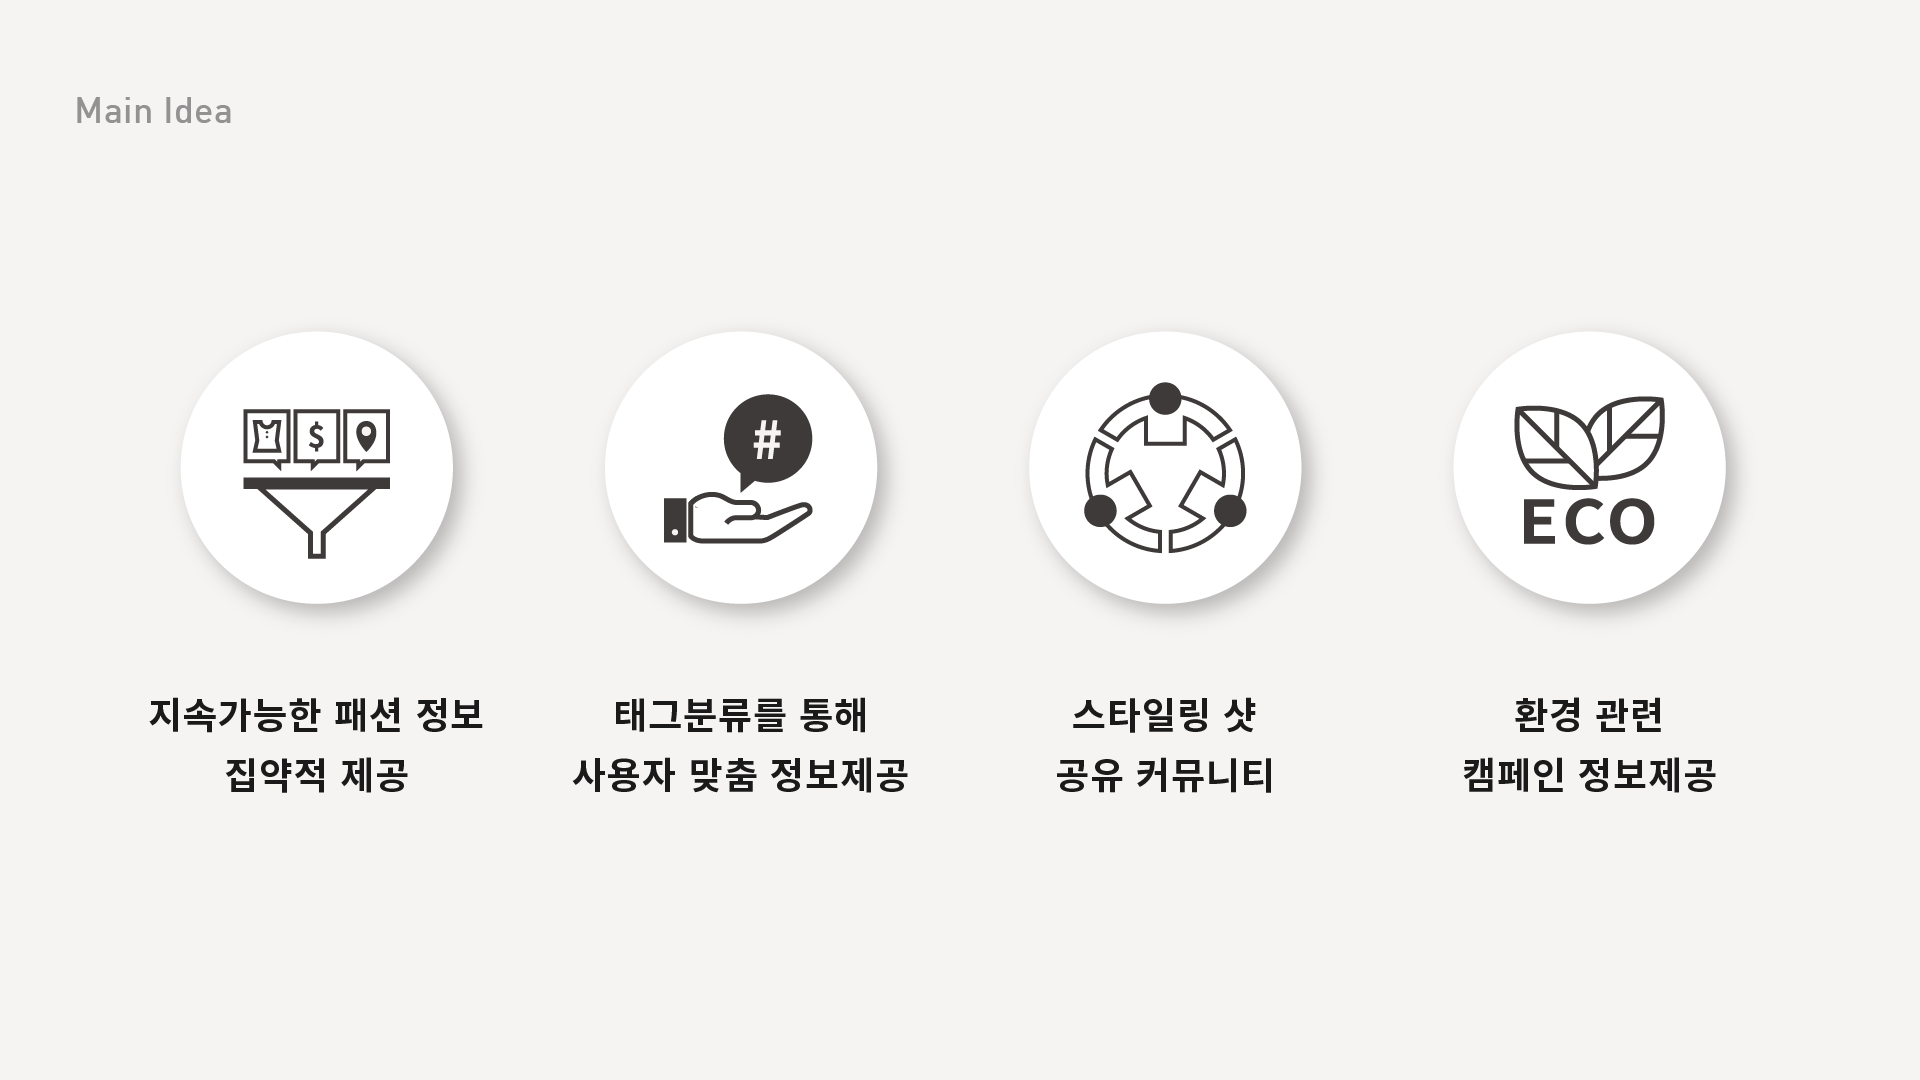 Main Idea
$
#
ECO
지속가능한 패션 정보
집약적 제공
태그분류를 통해
사용자 맞춤 정보제공
스타일링 샷
공유 커뮤니티
환경 관련
캠페인 정보제공